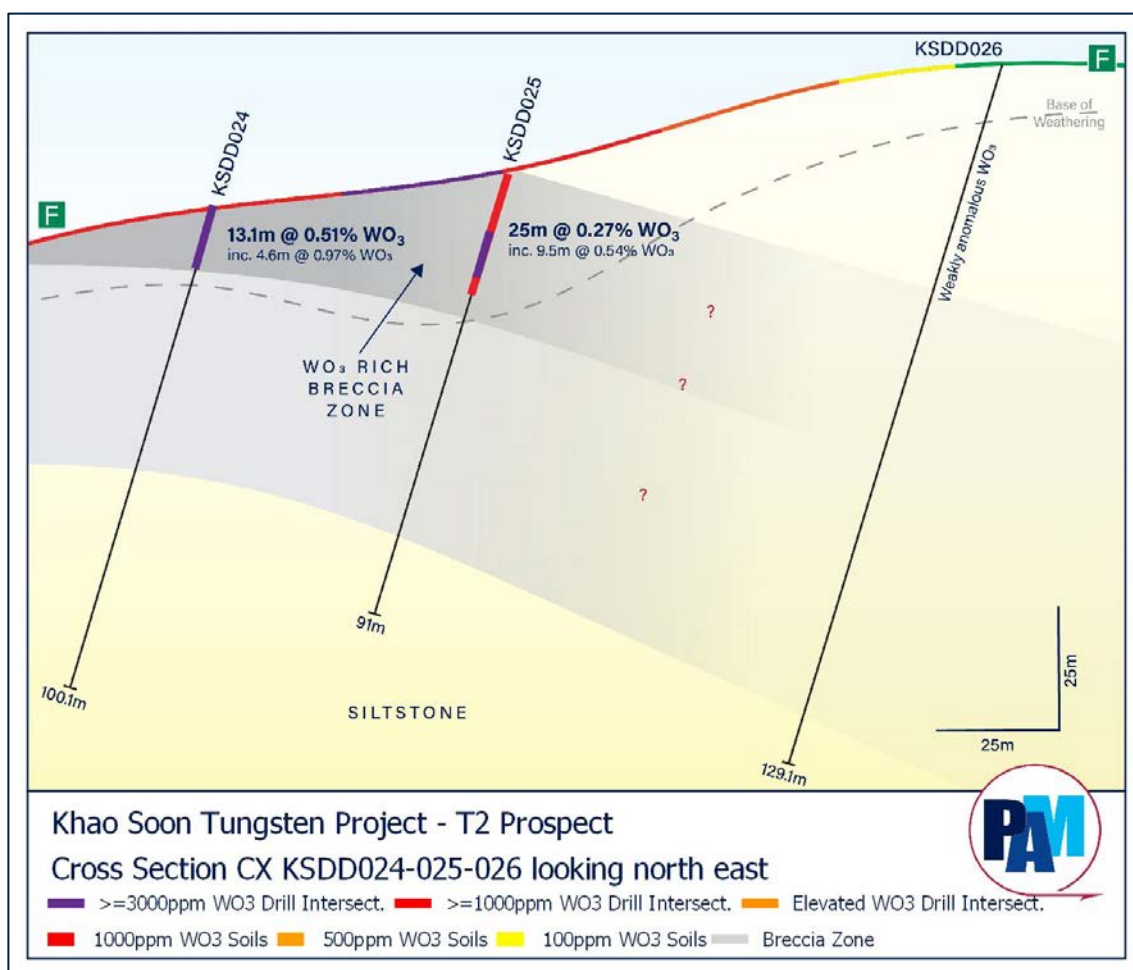 KSDD026
F
Base of
Weathering
KSDD025
KSDD024
F
Weakly anomalous WO₃
13.1m @ 0.51% WO₃
inc. 4.6m @ 0.97% WO₃
25m @ 0.27% WO₃
inc. 9.5m @ 0.54% WO₃
?
WO₃ RICH
BRECCIA
ZONE
?
?
91m
100.1m
SILTSTONE
129.1m
25m
25m
Khao Soon Tungsten Project - T2 Prospect
Cross Section CX KSDD024-025-026 looking north east
>=3000ppm WO3 Drill Intersect. >=1000ppm WO3 Drill Intersect. Elevated WO3 Drill Intersect.
1000ppm WO3 Soils 500ppm WO3 Soils 100ppm WO3 Soils Breccia Zone
PAM